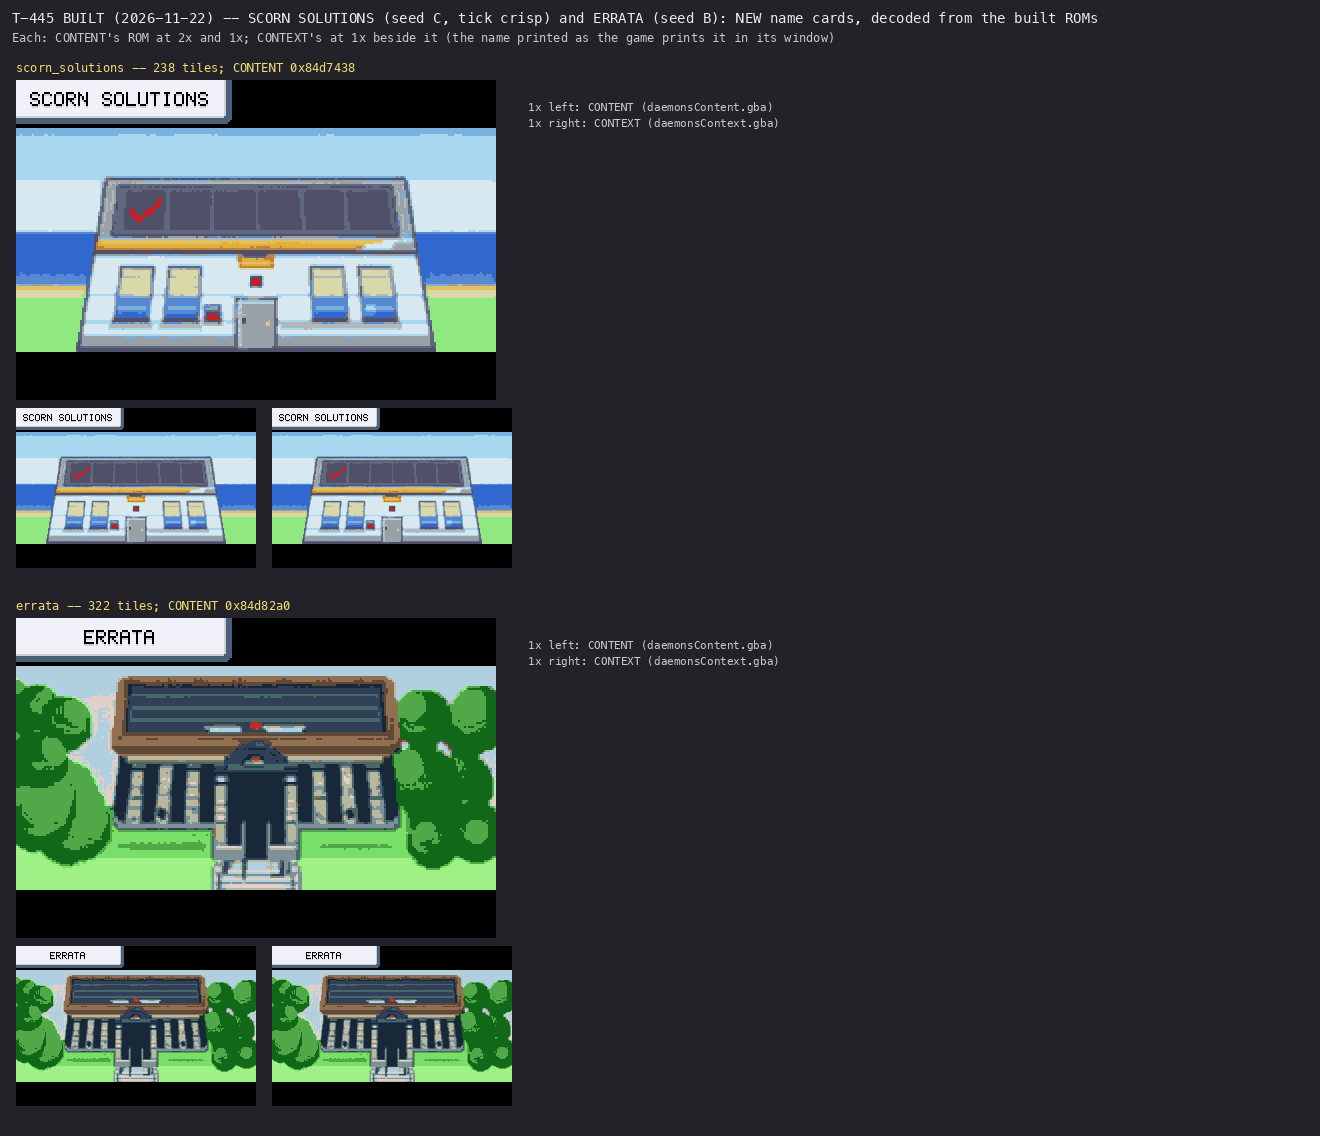 T-445 BUILT (2026-11-22) -- SCORN SOLUTIONS (seed C, tick crisp) and ERRATA (seed B): NEW name cards, decoded from the built ROMs
Each: CONTENT's ROM at 2x and 1x; CONTEXT's at 1x beside it (the name printed as the game prints it in its window)
scorn_solutions -- 238 tiles; CONTENT 0x84d7438
SCORN SOLUTIONS
1x left: CONTENT (daemonsContent.gba)
1x right: CONTEXT (daemonsContext.gba)
SCORN SOLUTIONS
SCORN SOLUTIONS
errata -- 322 tiles; CONTENT 0x84d82a0
ERRATA
1x left: CONTENT (daemonsContent.gba)
1x right: CONTEXT (daemonsContext.gba)
ERRATA
ERRATA